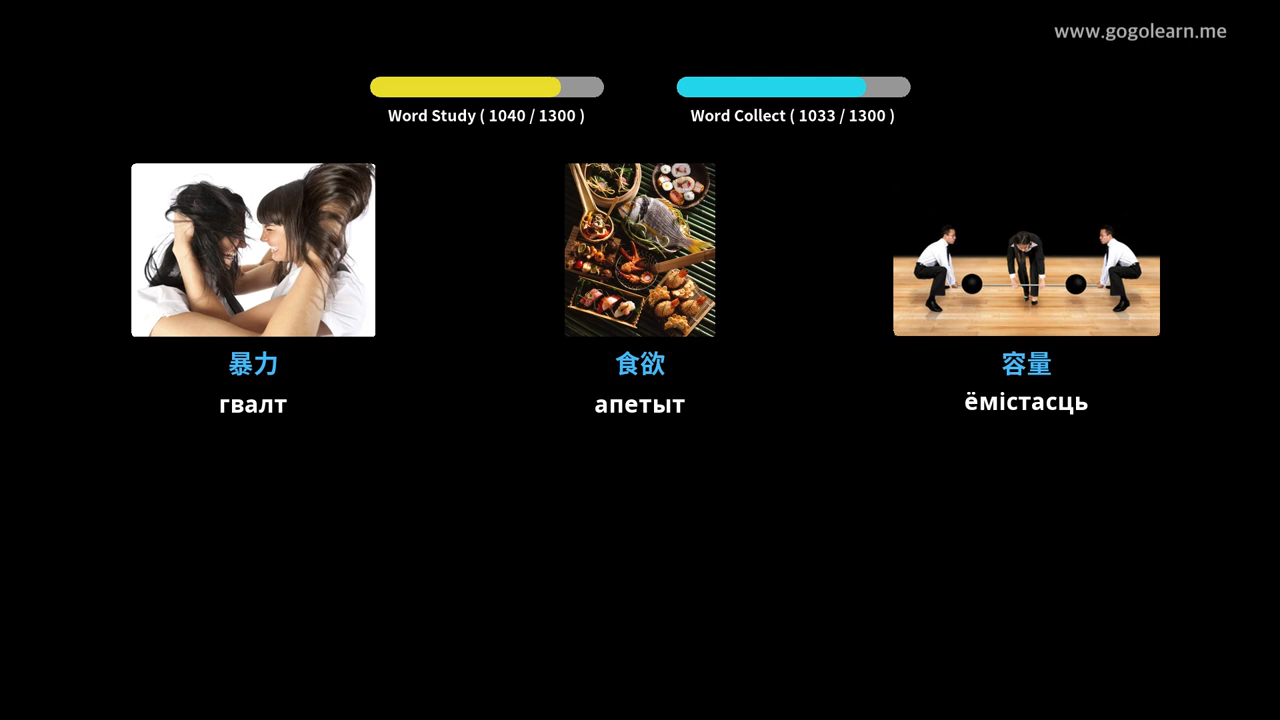 www.gogolearn.me
Word Study ( 1040 / 1300 )
Word Collect ( 1033 / 1300 )
暴力
食欲
容量
гвалт
апетыт
ёмістасць